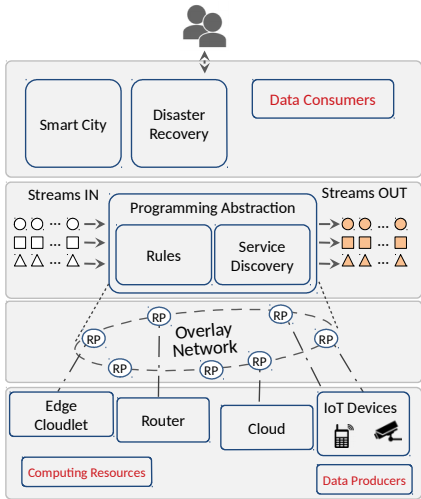 Smart City
Disaster
Recovery
Data Consumers
Streams IN
Streams OUT
Programming Abstraction
...
...
...
Rules
Service
Discovery
...
...
...
RP
RP
RP
RP
RP
RP
RP
Overlay
Network
Edge
Cloudlet
Router
Cloud
IoT Devices
Computing Resources
Data Producers